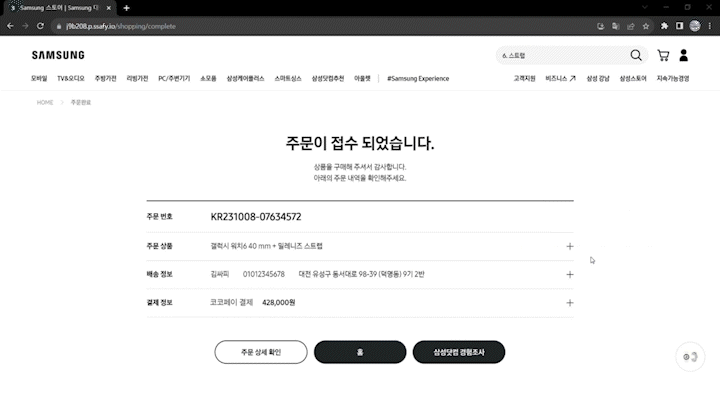 Samsung 스토어 | Samsung 대
j9b208.p.ssafy.io/shopping/complete
SAMSUNG
6. 스트랩
모바일 TV&오디오 주방가전 리빙가전 PC/주변기기 소모품 삼성케어플러스 스마트싱스 삼성닷컴추천 아울렛 #Samsung Experience 고객지원 비즈니스 삼성 강남 삼성스토어 지속가능경영
HOME 주문완료
주문이 접수 되었습니다.
상품을 구매해 주셔서 감사합니다.
아래의 주문 내역을 확인해주세요.
주문 번호 KR231008-07634572
주문 상품 갤럭시 워치6 40 mm + 밀레니즈 스트랩
배송 정보 김싸피 01012345678 대전 유성구 동서대로 98-39 (덕명동) 9기 2반
결제 정보 코코페이 결제 428,000원
주문 상세 확인 홈 삼성닷컴 경험조사